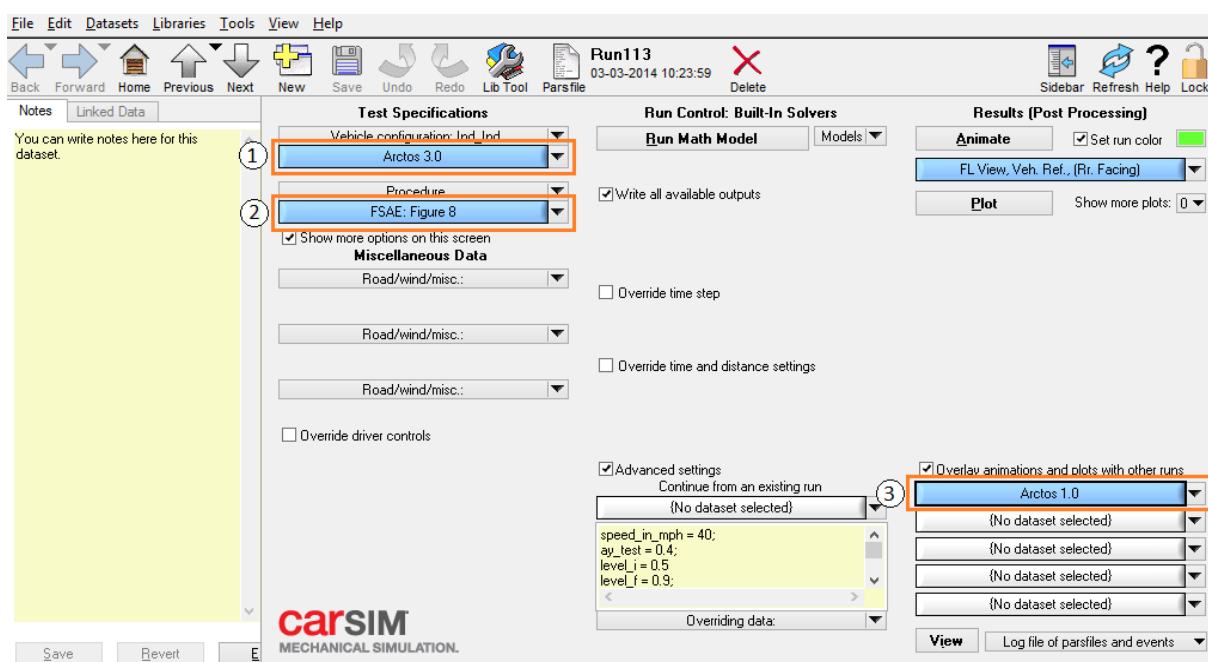 File Edit Datasets Libraries Tools View Help
Back Forward Home Previous Next New Save Undo Redo Lib Tool Parsfile
Run113
03-03-2014 10:23:59
Delete
Sidebar Refresh Help Lock
Notes Linked Data
You can write notes here for this
dataset.
Save Revert E
Test Specifications
Vehicle configuration: Ind_Ind
1 Arctos 3.0
Procedure
2 FSAE: Figure 8
Show more options on this screen
Miscellaneous Data
Road/wind/misc.:
Road/wind/misc.:
Road/wind/misc.:
Override driver controls
carSIM
MECHANICAL SIMULATION.
Run Control: Built-In Solvers
Run Math Model Models
Write all available outputs
Override time step
Override time and distance settings
Advanced settings
Continue from an existing run
{No dataset selected}
speed_in_mph = 40;
ay_test = 0.4;
level_i = 0.5
level_f = 0.9;
Overriding data:
Results (Post Processing)
Animate Set run color
FL View, Veh. Ref., (Rr. Facing)
Plot Show more plots: 0
Overlay animations and plots with other runs
3 Arctos 1.0
{No dataset selected}
{No dataset selected}
{No dataset selected}
{No dataset selected}
View Log file of parsfiles and events